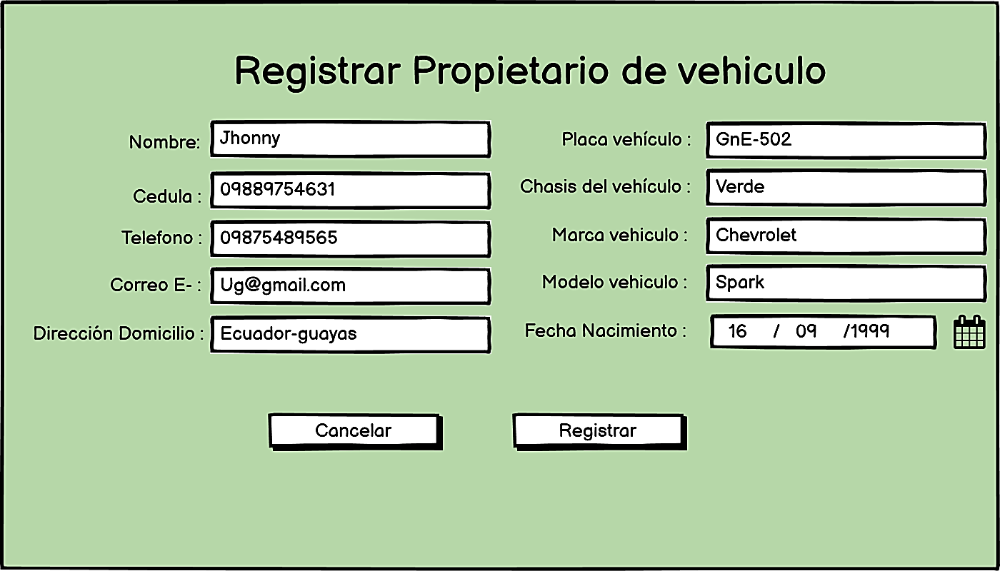 Registrar Propietario de vehiculo
Nombre: Jhonny
Placa vehículo : GnE-502
Cedula : 09889754631
Chasis del vehículo : Verde
Telefono : 09875489565
Marca vehiculo : Chevrolet
Correo E- : Ug@gmail.com
Modelo vehiculo : Spark
Dirección Domicilio : Ecuador-guayas
Fecha Nacimiento : 16 / 09 /1999
Cancelar
Registrar